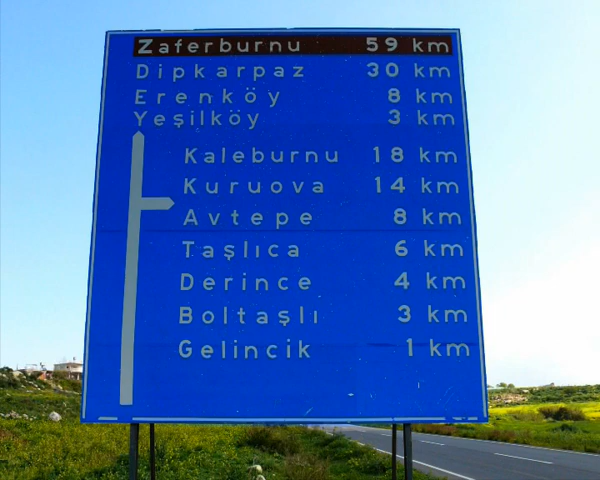 Zaferburnu 59 km
Dipkarpaz 30 km
Erenköy 8 km
Yeşilköy 3 km
Kaleburnu 18 km
Kuruova 14 km
Avtepe 8 km
Taşlıca 6 km
Derince 4 km
Boltaşlı 3 km
Gelincik 1 km